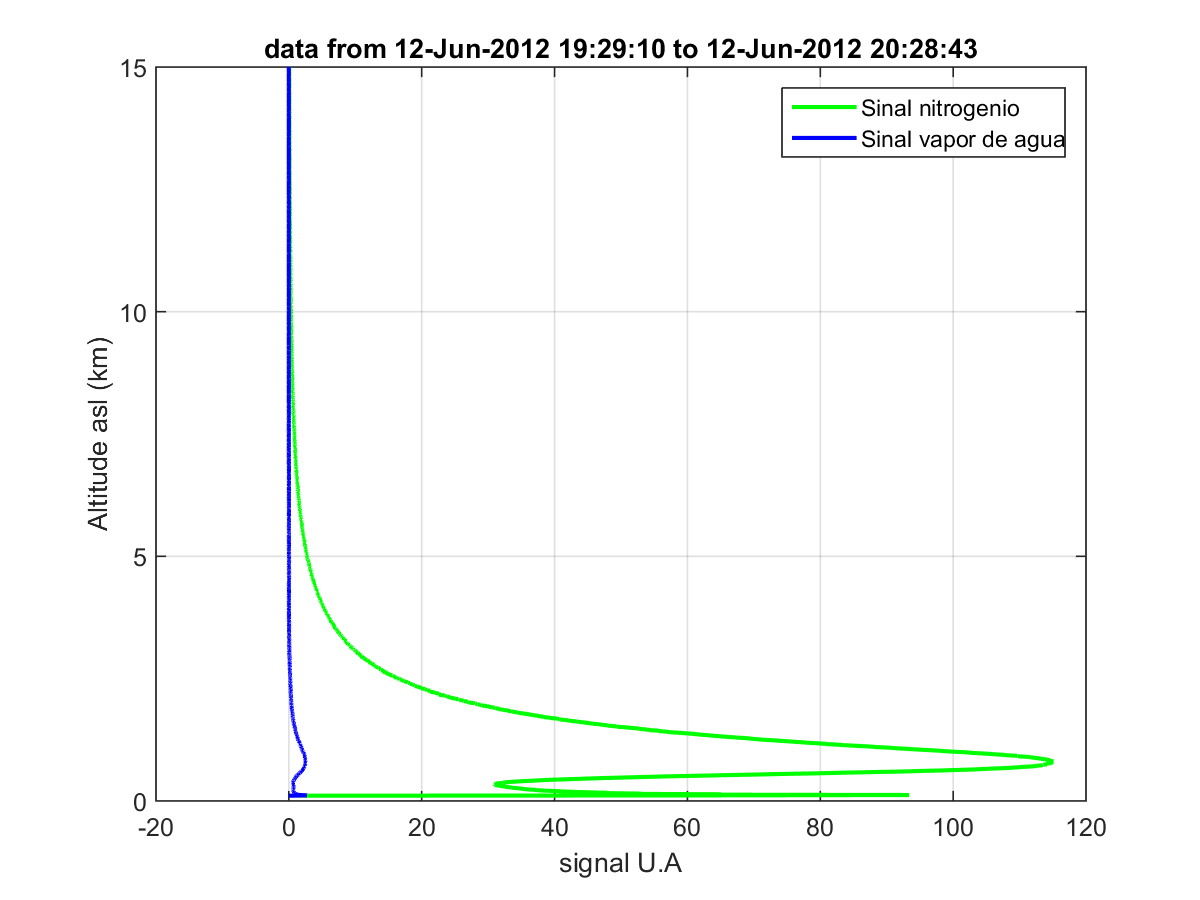 data from 12-Jun-2012 19:29:10 to 12-Jun-2012 20:28:43
Sinal nitrogenio
Sinal vapor de agua
15
10
5
0
Altitude asl (km)
-20 0 20 40 60 80 100 120
signal U.A